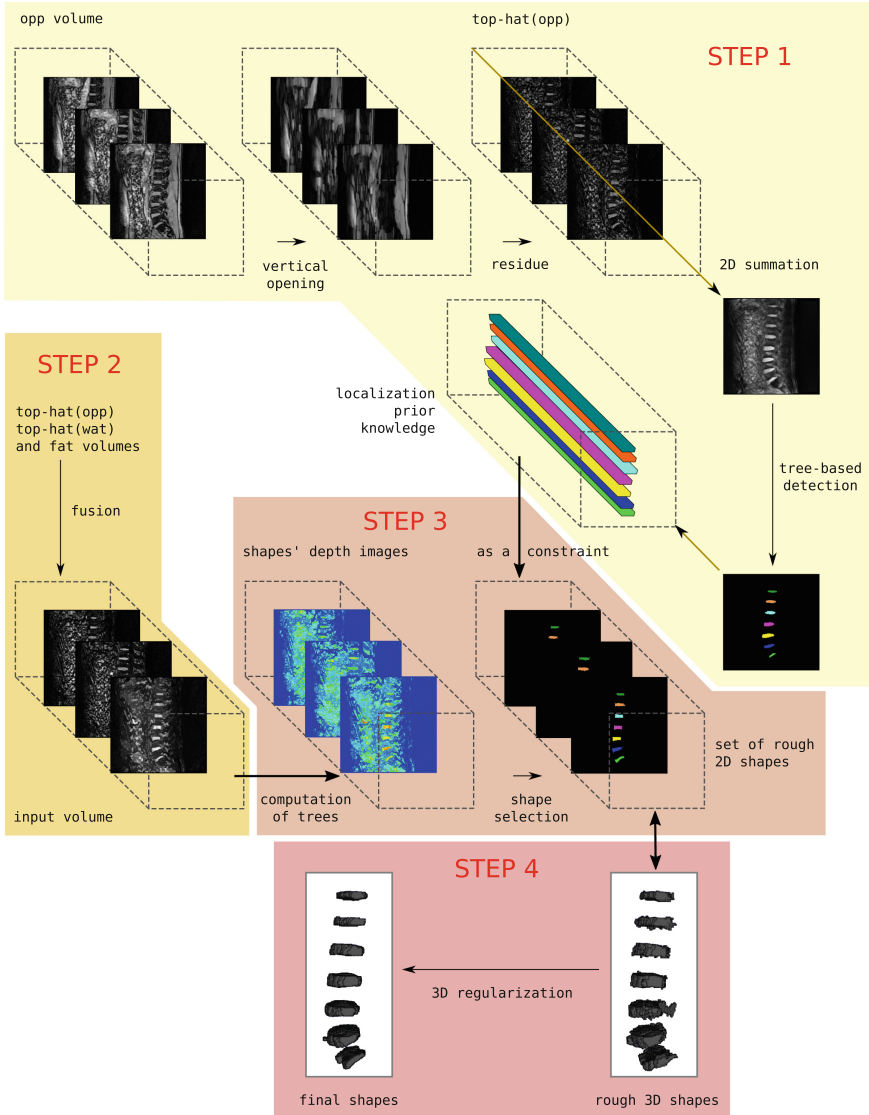 opp volume
top-hat(opp)
STEP 1
vertical
opening
residue
2D summation
localization
prior
knowledge
tree-based
detection
STEP 2
top-hat(opp)
top-hat(wat)
and fat volumes
fusion
input volume
STEP 3
shapes' depth images
as a constraint
computation
of trees
shape
selection
set of rough
2D shapes
STEP 4
3D regularization
final shapes
rough 3D shapes